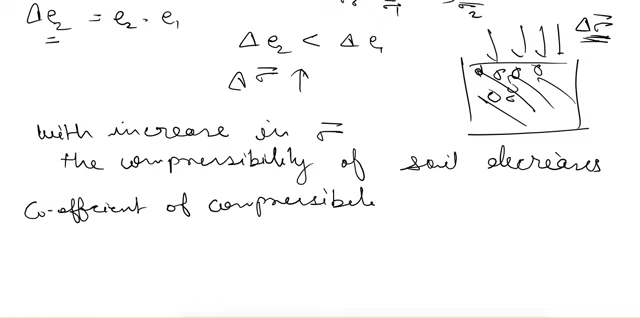 Δe₂ = e₂ - e₁
Δe₂ < Δe₁
Δσ̅ ↑
Δσ̅
with increase in σ̅
the compressibility of soil decreases
Co-efficient of compressibile